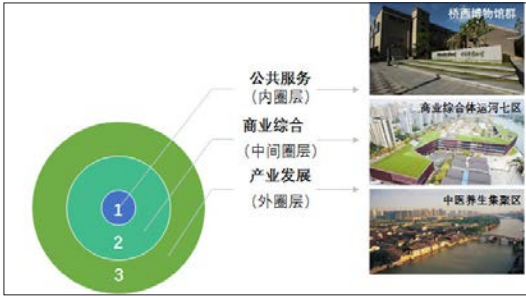 桥西博物馆群
公共服务
（内圈层）
商业综合
（中间圈层）
产业发展
（外圈层）
商业综合体运河七区
中医养生集聚区
1
2
3